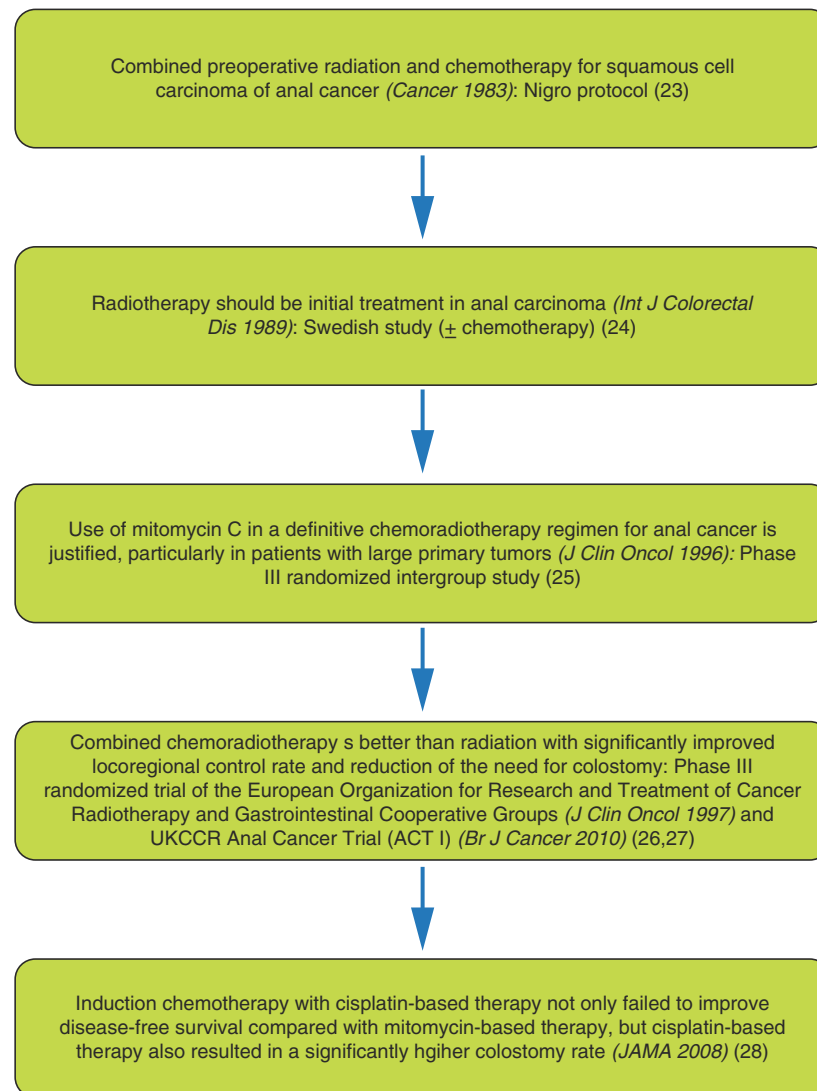 Combined preoperative radiation and chemotherapy for squamous cell
carcinoma of anal cancer (Cancer 1983): Nigro protocol (23)
Radiotherapy should be initial treatment in anal carcinoma (Int J Colorectal
Dis 1989): Swedish study (± chemotherapy) (24)
Use of mitomycin C in a definitive chemoradiotherapy regimen for anal cancer is
justified, particularly in patients with large primary tumors (J Clin Oncol 1996): Phase
III randomized intergroup study (25)
Combined chemoradiotherapy s better than radiation with significantly improved
locoregional control rate and reduction of the need for colostomy: Phase III
randomized trial of the European Organization for Research and Treatment of Cancer
Radiotherapy and Gastrointestinal Cooperative Groups (J Clin Oncol 1997) and
UKCCR Anal Cancer Trial (ACT I) (Br J Cancer 2010) (26,27)
Induction chemotherapy with cisplatin-based therapy not only failed to improve
disease-free survival compared with mitomycin-based therapy, but cisplatin-based
therapy also resulted in a significantly hgiher colostomy rate (JAMA 2008) (28)